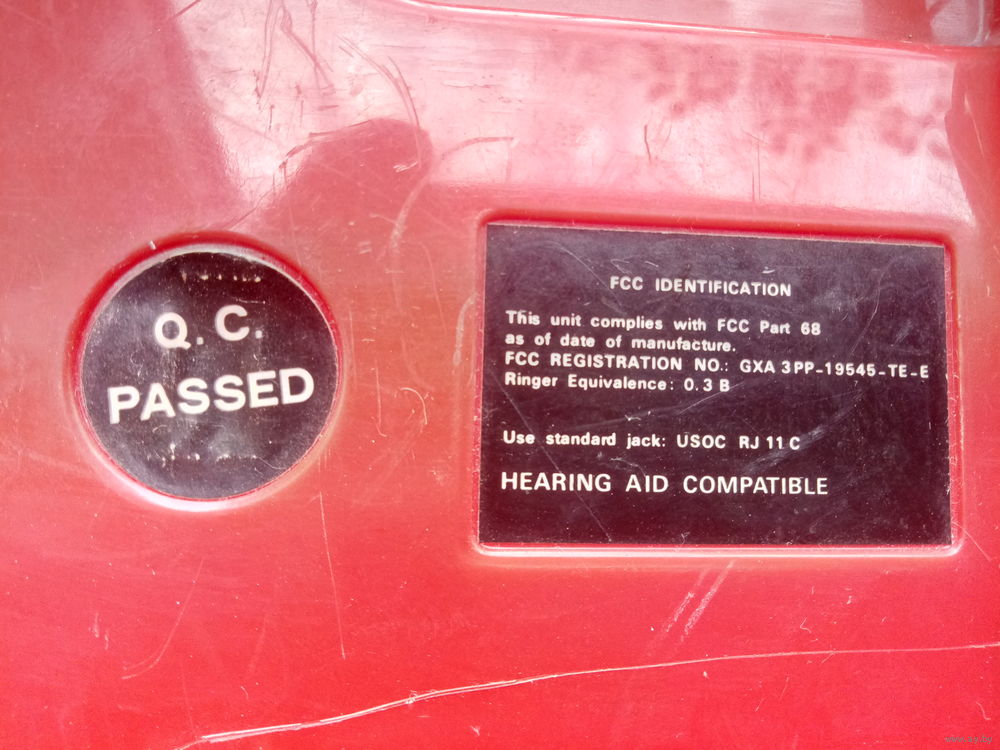 Q. C.
PASSED
FCC IDENTIFICATION
This unit complies with FCC Part 68
as of date of manufacture.
FCC REGISTRATION NO.: GXA 3PP-19545-TE-E
Ringer Equivalence: 0.3 B
Use standard jack: USOC RJ 11 C
HEARING AID COMPATIBLE